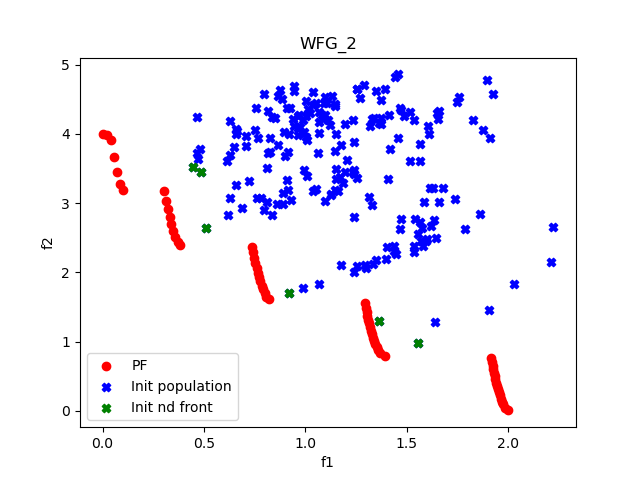 WFG_2
5
4
3
2
1
0
f2
PF
Init population
Init nd front
0.0 0.5 1.0 1.5 2.0
f1